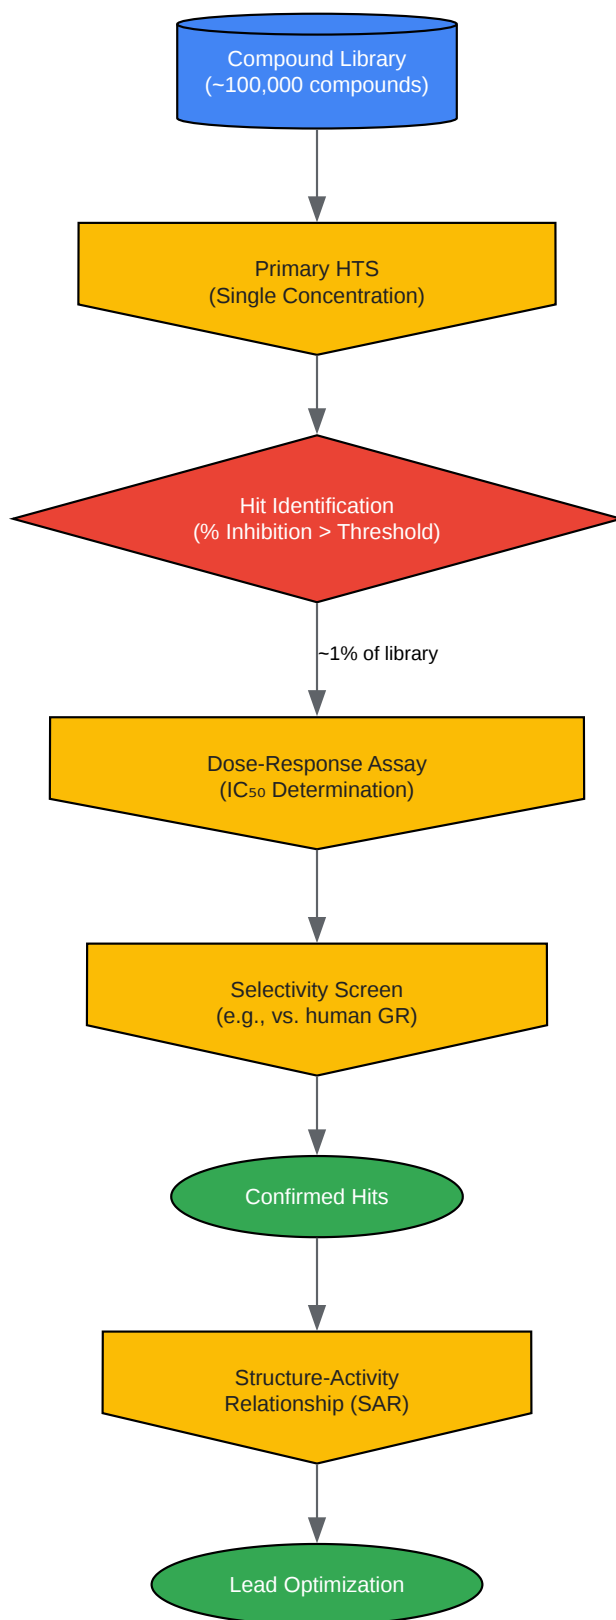 Compound Library
(~100,000 compounds)
Primary HTS
(Single Concentration)
Hit Identification
(% Inhibition > Threshold)
~1% of library
Dose-Response Assay
(IC₅₀ Determination)
Selectivity Screen
(e.g., vs. human GR)
Confirmed Hits
Structure-Activity
Relationship (SAR)
Lead Optimization